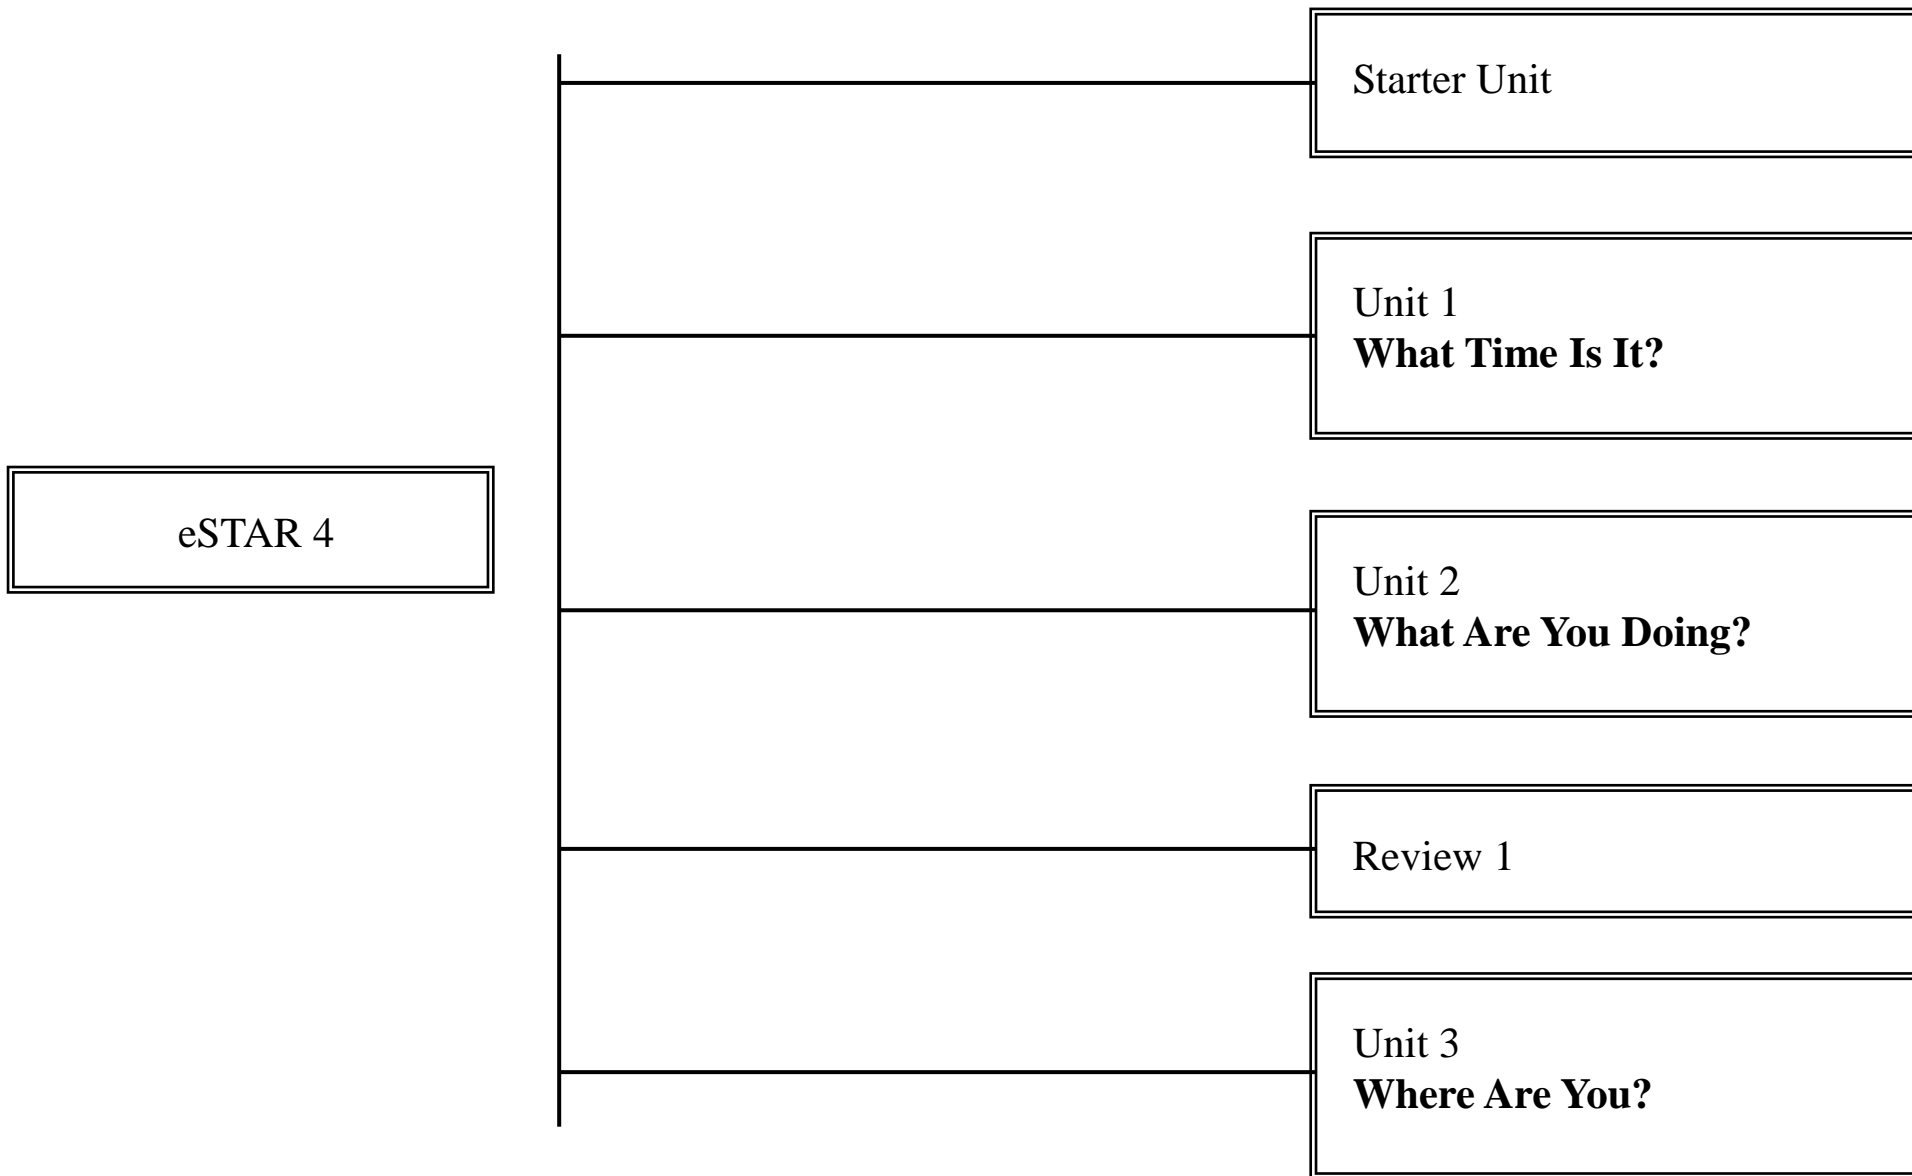 eSTAR 4
Starter Unit
Unit 1
What Time Is It?
Unit 2
What Are You Doing?
Review 1
Unit 3
Where Are You?